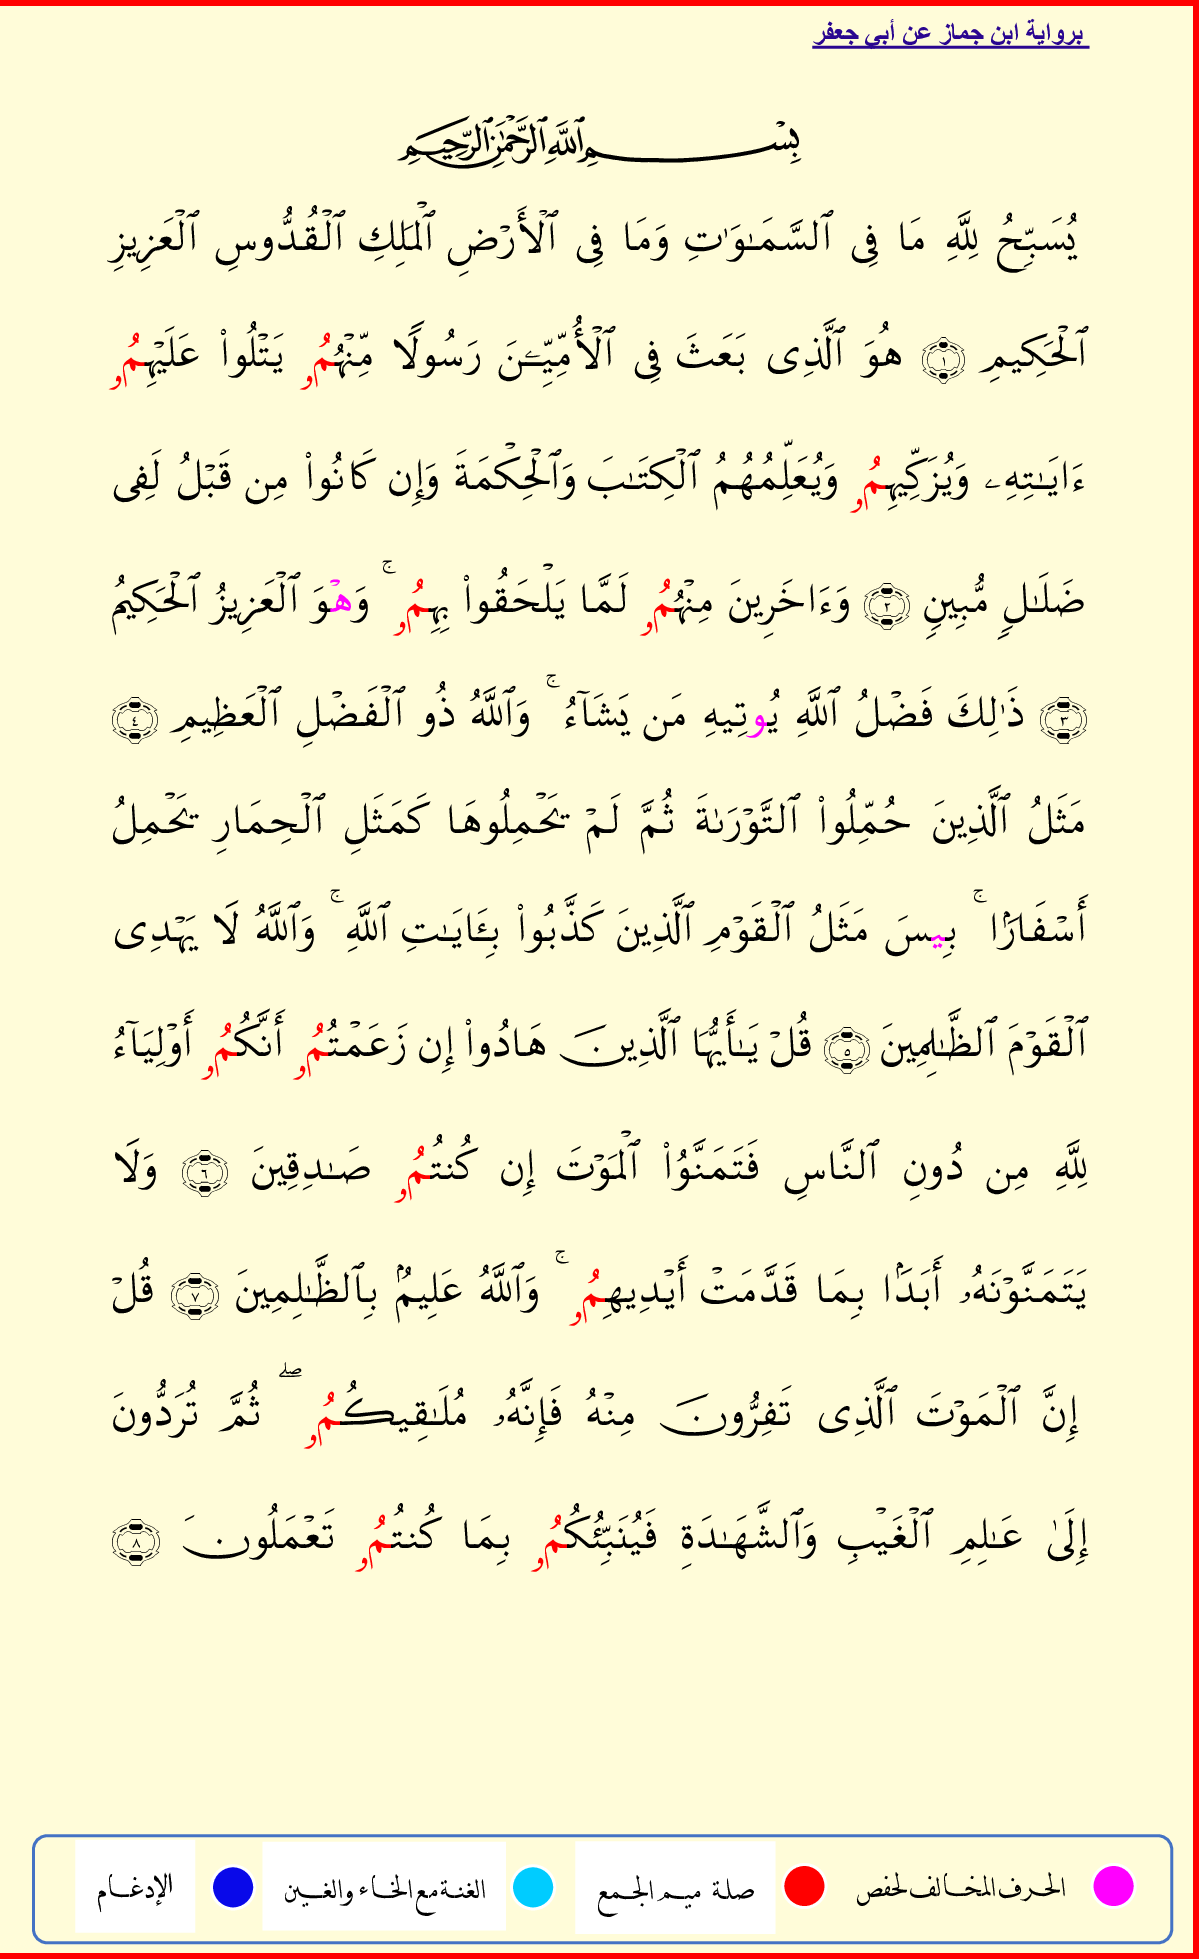 برواية ابن جماز عن أبي جعفر
بِسْمِ ٱللَّهِ ٱلرَّحْمَٰنِ ٱلرَّحِيمِ
يُسَبِّحُ لِلَّهِ مَا فِى ٱلسَّمَـٰوَٰتِ وَمَا فِى ٱلْأَرْضِ ٱلْمَلِكِ ٱلْقُدُّوسِ ٱلْعَزِيزِ
ٱلْحَكِيمِ ١ هُوَ ٱلَّذِى بَعَثَ فِى ٱلْأُمِّيِّـۧنَ رَسُولًا مِّنْهُمُۥ يَتْلُوا۟ عَلَيْهِمُۥ
ءَايَـٰتِهِۦ وَيُزَكِّيهِمُۥ وَيُعَلِّمُهُمُ ٱلْكِتَـٰبَ وَٱلْحِكْمَةَ وَإِن كَانُوا۟ مِن قَبْلُ لَفِى
ضَلَـٰلٍ مُّبِينٍ ٢ وَءَاخَرِينَ مِنْهُمُۥ لَمَّا يَلْحَقُوا۟ بِهِمُۥ ۚ وَهْوَ ٱلْعَزِيزُ ٱلْحَكِيمُ
٣ ذَٰلِكَ فَضْلُ ٱللَّهِ يُوتِيهِ مَن يَشَآءُ ۚ وَٱللَّهُ ذُو ٱلْفَضْلِ ٱلْعَظِيمِ ٤
مَثَلُ ٱلَّذِينَ حُمِّلُوا۟ ٱلتَّوْرَىٰةَ ثُمَّ لَمْ يَحْمِلُوهَا كَمَثَلِ ٱلْحِمَارِ يَحْمِلُ
أَسْفَارًۢا ۚ بِيسَ مَثَلُ ٱلْقَوْمِ ٱلَّذِينَ كَذَّبُوا۟ بِـَٔايَـٰتِ ٱللَّهِ ۚ وَٱللَّهُ لَا يَهْدِى
ٱلْقَوْمَ ٱلظَّـٰلِمِينَ ٥ قُلْ يَـٰٓأَيُّهَا ٱلَّذِينَ هَادُوٓا۟ إِن زَعَمْتُمُۥ أَنَّكُمُۥ أَوْلِيَآءُ
لِلَّهِ مِن دُونِ ٱلنَّاسِ فَتَمَنَّوُا۟ ٱلْمَوْتَ إِن كُنتُمُۥ صَـٰدِقِينَ ٦ وَلَا
يَتَمَنَّوْنَهُۥ أَبَدًۢا بِمَا قَدَّمَتْ أَيْدِيهِمُۥ ۚ وَٱللَّهُ عَلِيمٌۢ بِٱلظَّـٰلِمِينَ ٧ قُلْ
إِنَّ ٱلْمَوْتَ ٱلَّذِى تَفِرُّونَ مِنْهُ فَإِنَّهُۥ مُلَـٰقِيكُمُۥ ۖ ثُمَّ تُرَدُّونَ
إِلَىٰ عَـٰلِمِ ٱلْغَيْبِ وَٱلشَّهَـٰدَةِ فَيُنَبِّئُكُمُۥ بِمَا كُنتُمُۥ تَعْمَلُونَ ٨
الحرف المخالف لحفص صلة ميم الجمع الغنة مع الخاء والغين الإدغام